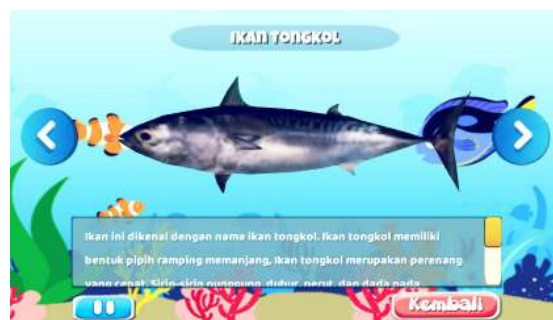 IKAN TONGKOL
Ikan ini dikenal dengan nama ikan tongkol. Ikan tongkol memiliki
bentuk pipih ramping memanjang, Ikan tongkol merupakan perenang
yang cepat. Sirip-sirip punggung, dubur, perut, dan dada pada
Kembali